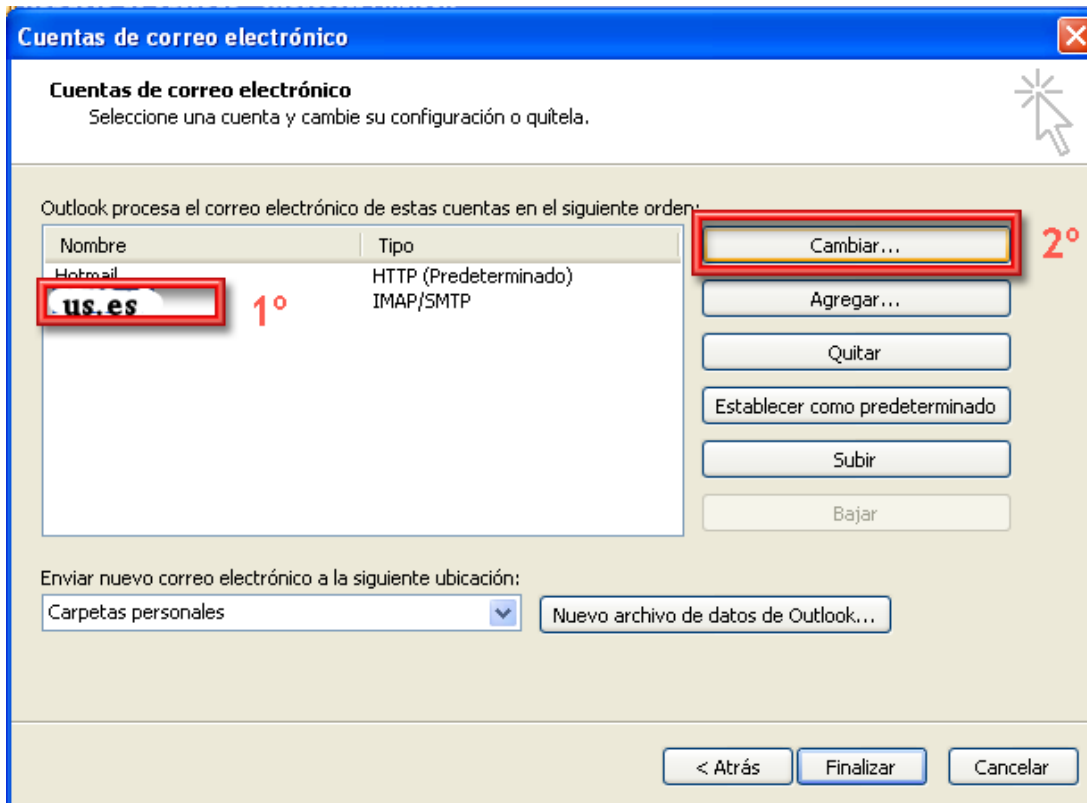 Cuentas de correo electrónico
Cuentas de correo electrónico
Seleccione una cuenta y cambie su configuración o quítela.
Outlook procesa el correo electrónico de estas cuentas en el siguiente orden:
Nombre Tipo
Hotmail HTTP (Predeterminado)
us.es 1º IMAP/SMTP
Cambiar... 2º
Agregar...
Quitar
Establecer como predeterminado
Subir
Bajar
Enviar nuevo correo electrónico a la siguiente ubicación:
Carpetas personales Nuevo archivo de datos de Outlook...
< Atrás Finalizar Cancelar